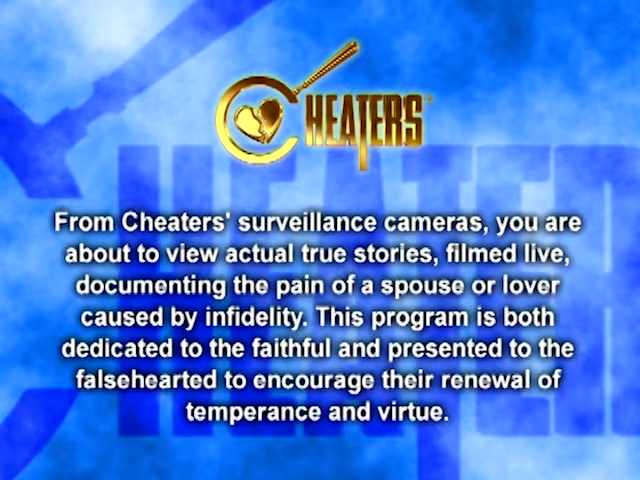 CHEATERS
From Cheaters' surveillance cameras, you are
about to view actual true stories, filmed live,
documenting the pain of a spouse or lover
caused by infidelity. This program is both
dedicated to the faithful and presented to the
falsehearted to encourage their renewal of
temperance and virtue.
CHEATERS